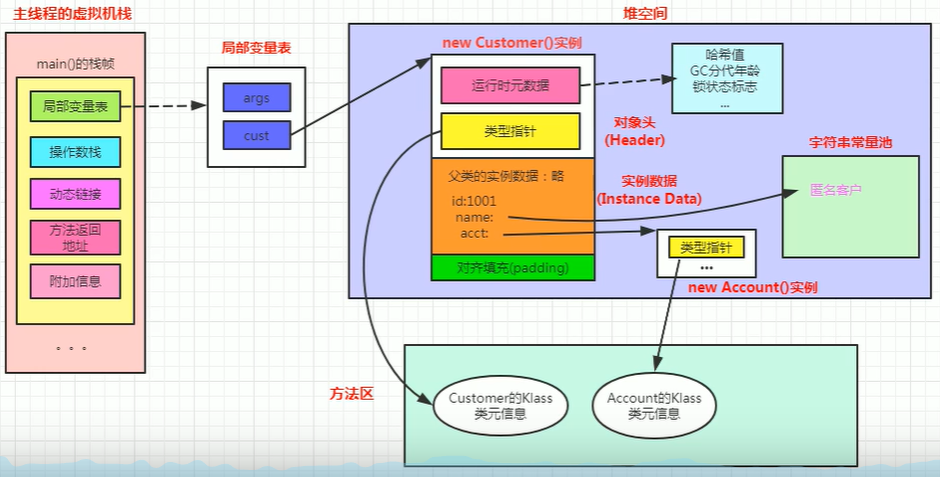 主线程的虚拟机栈
main()的栈帧
局部变量表
操作数栈
动态链接
方法返回
地址
附加信息
。。。
局部变量表
args
cust
堆空间
new Customer()实例
运行时元数据
类型指针
对象头
(Header)
哈希值
GC分代年龄
锁状态标志
...
父类的实例数据：略
id:1001
name:
acct:
实例数据
(Instance Data)
对齐填充(padding)
字符串常量池
匿名客户
类型指针
...
new Account()实例
方法区
Customer的Klass
类元信息
Account的Klass
类元信息